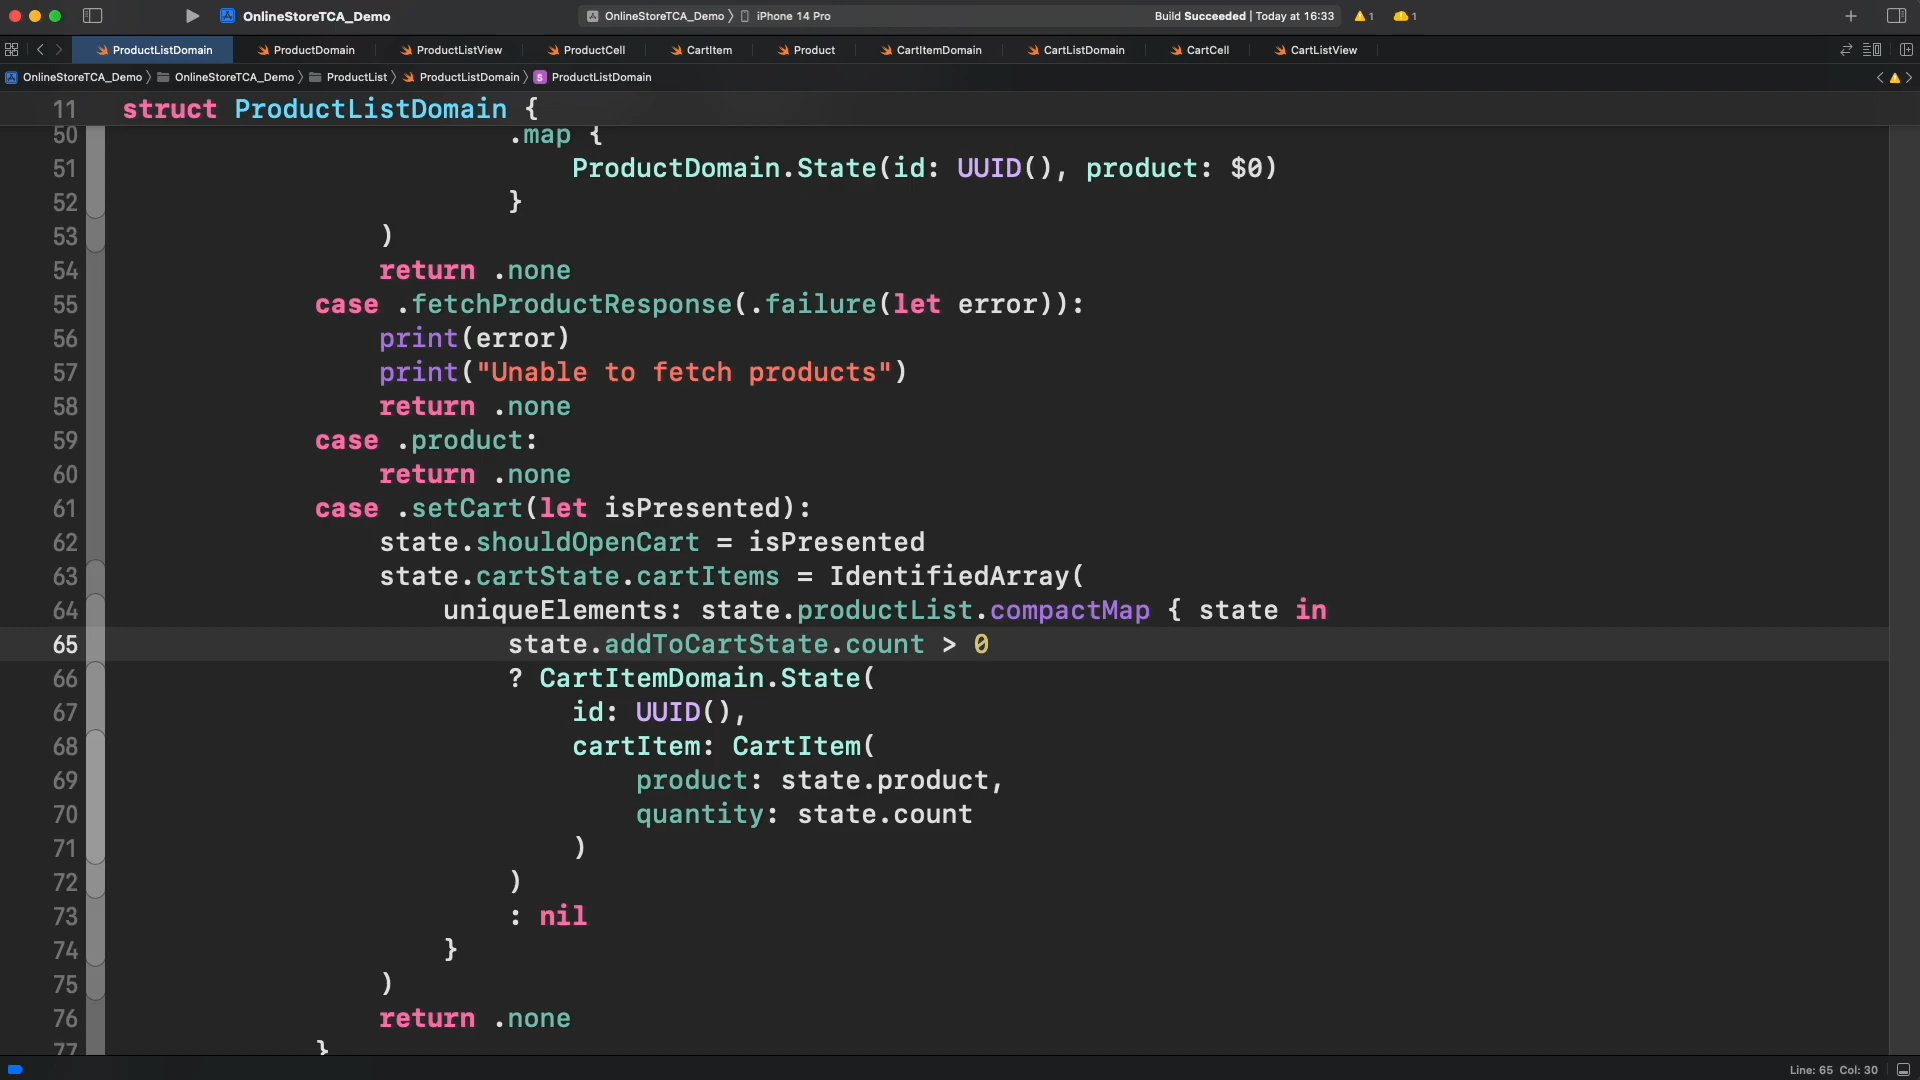 OnlineStoreTCA_Demo
OnlineStoreTCA_Demo 〉 iPhone 14 Pro
Build Succeeded | Today at 16:33
1
1
ProductListDomain
ProductDomain
ProductListView
ProductCell
CartItem
Product
CartItemDomain
CartListDomain
CartCell
CartListView
OnlineStoreTCA_Demo 〉 OnlineStoreTCA_Demo 〉 ProductList 〉 ProductListDomain 〉 S ProductListDomain
11 struct ProductListDomain {
50 .map {
51 ProductDomain.State(id: UUID(), product: $0)
52 }
53 )
54 return .none
55 case .fetchProductResponse(.failure(let error)):
56 print(error)
57 print("Unable to fetch products")
58 return .none
59 case .product:
60 return .none
61 case .setCart(let isPresented):
62 state.shouldOpenCart = isPresented
63 state.cartState.cartItems = IdentifiedArray(
64 uniqueElements: state.productList.compactMap { state in
65 state.addToCartState.count > 0
66 ? CartItemDomain.State(
67 id: UUID(),
68 cartItem: CartItem(
69 product: state.product,
70 quantity: state.count
71 )
72 )
73 : nil
74 }
75 )
76 return .none
77 }
Line: 65 Col: 30